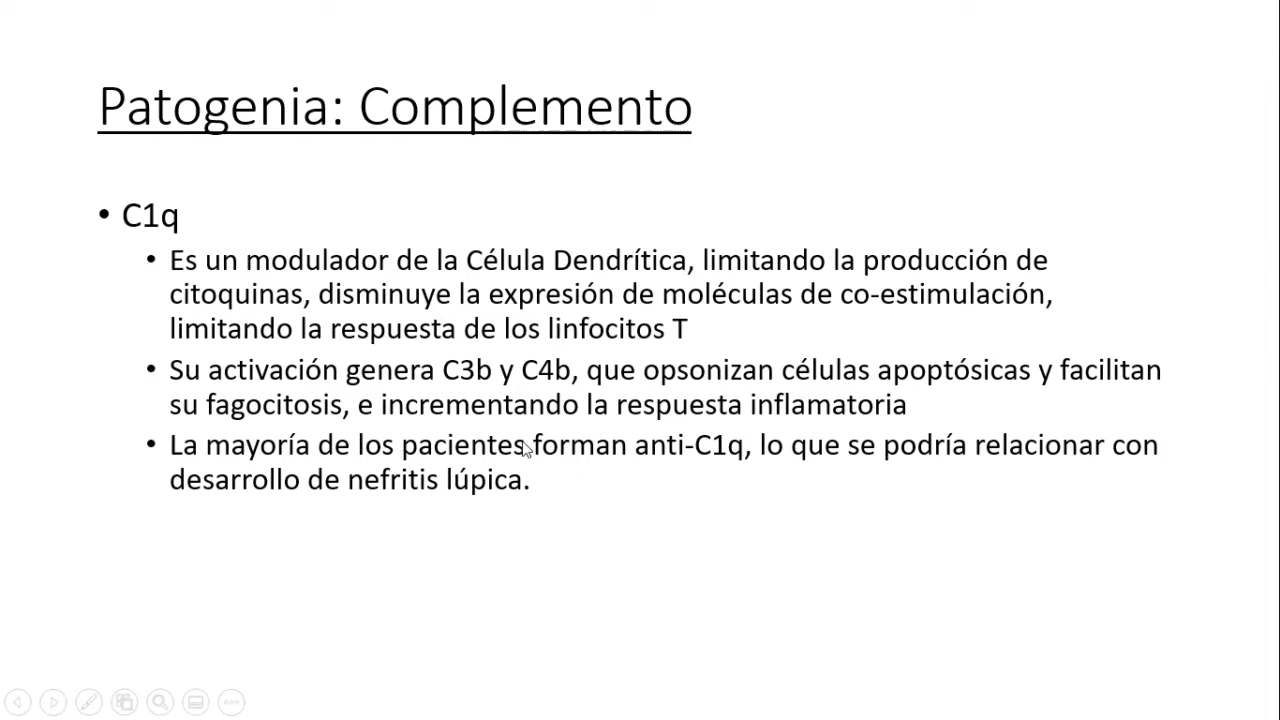 Patogenia: Complemento
• C1q
• Es un modulador de la Célula Dendrítica, limitando la producción de
citoquinas, disminuye la expresión de moléculas de co-estimulación,
limitando la respuesta de los linfocitos T
• Su activación genera C3b y C4b, que opsonizan células apoptósicas y facilitan
su fagocitosis, e incrementando la respuesta inflamatoria
• La mayoría de los pacientes forman anti-C1q, lo que se podría relacionar con
desarrollo de nefritis lúpica.